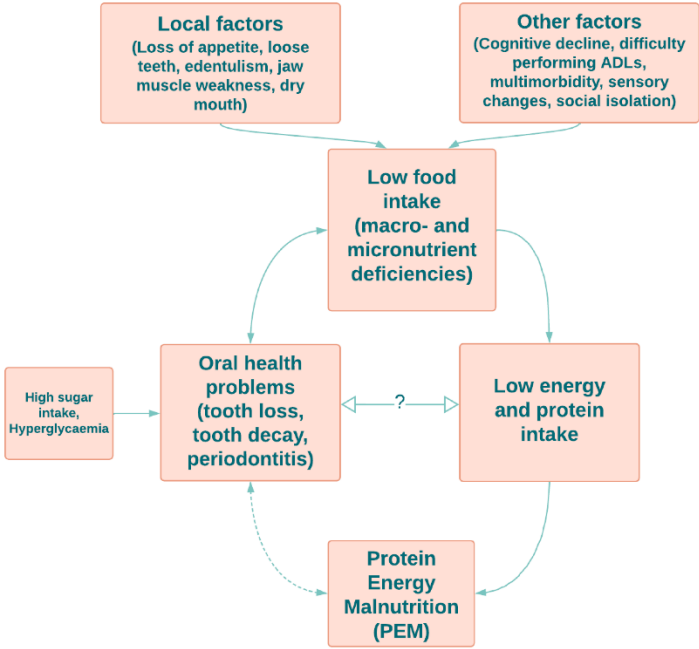 Local factors
(Loss of appetite, loose
teeth, edentulism, jaw
muscle weakness, dry
mouth)
Other factors
(Cognitive decline, difficulty
performing ADLs,
multimorbidity, sensory
changes, social isolation)
Low food
intake
(macro- and
micronutrient
deficiencies)
High sugar
intake,
Hyperglycaemia
Oral health
problems
(tooth loss,
tooth decay,
periodontitis)
?
Low energy
and protein
intake
Protein
Energy
Malnutrition
(PEM)